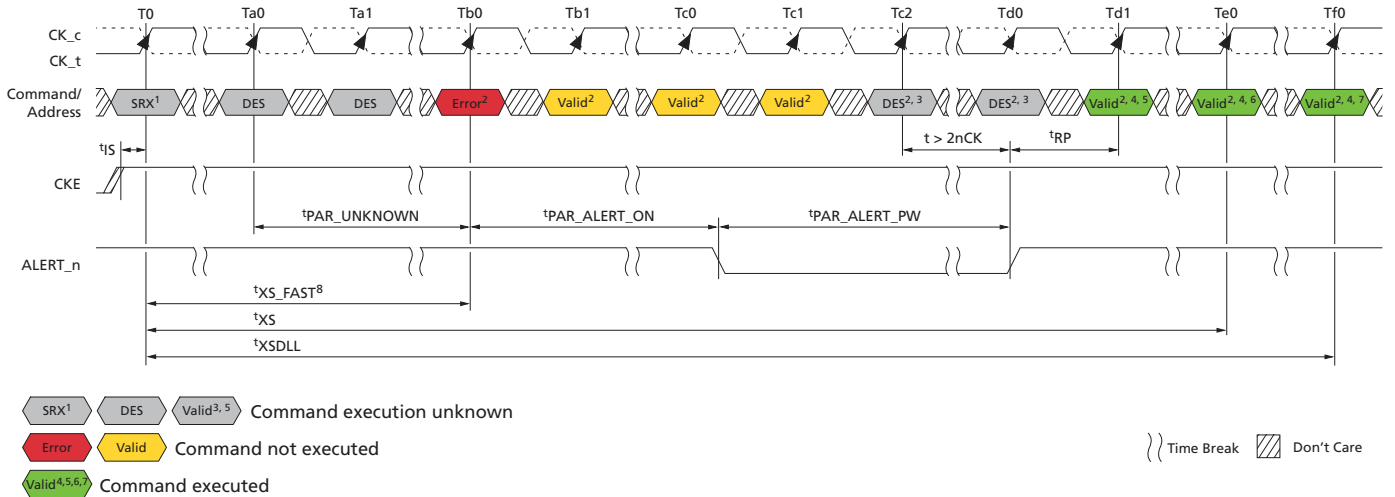 T0 Ta0 Ta1 Tb0 Tb1 Tc0 Tc1 Tc2 Td0 Td1 Te0 Tf0
CK_c
CK_t
Command/
Address
SRX1 DES DES Error2 Valid2 Valid2 Valid2 DES2, 3 DES2, 3 Valid2, 4, 5 Valid2, 4, 6 Valid2, 4, 7
tIS
t > 2nCK tRP
CKE
tPAR_UNKNOWN tPAR_ALERT_ON tPAR_ALERT_PW
ALERT_n
tXS_FAST8
tXS
tXSDLL
SRX1 DES Valid3, 5 Command execution unknown
Error Valid Command not executed
Time Break Don't Care
Valid4,5,6,7 Command executed